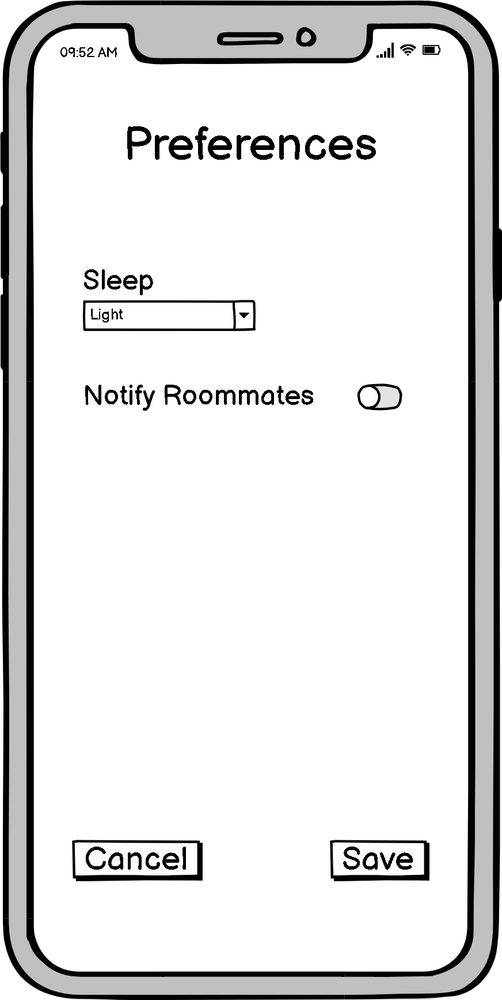 09:52 AM
Preferences
Sleep
Light
Notify Roommates
Cancel
Save